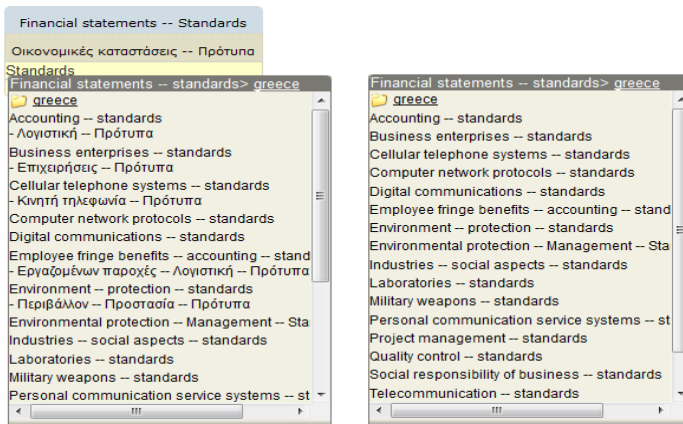 Financial statements -- Standards
Οικονομικές καταστάσεις -- Πρότυπα
Standards
Financial statements -- standards> greece
greece
Accounting -- standards
- Λογιστική -- Πρότυπα
Business enterprises -- standards
- Επιχειρήσεις -- Πρότυπα
Cellular telephone systems -- standards
- Κινητή τηλεφωνία -- Πρότυπα
Computer network protocols -- standards
Digital communications -- standards
Employee fringe benefits -- accounting -- stand
- Εργαζομένων παροχές -- Λογιστική -- Πρότυπα
Environment -- protection -- standards
- Περιβάλλον -- Προστασία -- Πρότυπα
Environmental protection -- Management -- Sta
Industries -- social aspects -- standards
Laboratories -- standards
Military weapons -- standards
Personal communication service systems -- st
Financial statements -- standards> greece
greece
Accounting -- standards
Business enterprises -- standards
Cellular telephone systems -- standards
Computer network protocols -- standards
Digital communications -- standards
Employee fringe benefits -- accounting -- stand
Environment -- protection -- standards
Environmental protection -- Management -- Sta
Industries -- social aspects -- standards
Laboratories -- standards
Military weapons -- standards
Personal communication service systems -- st
Project management -- standards
Quality control -- standards
Social responsibility of business -- standards
Telecommunication -- standards